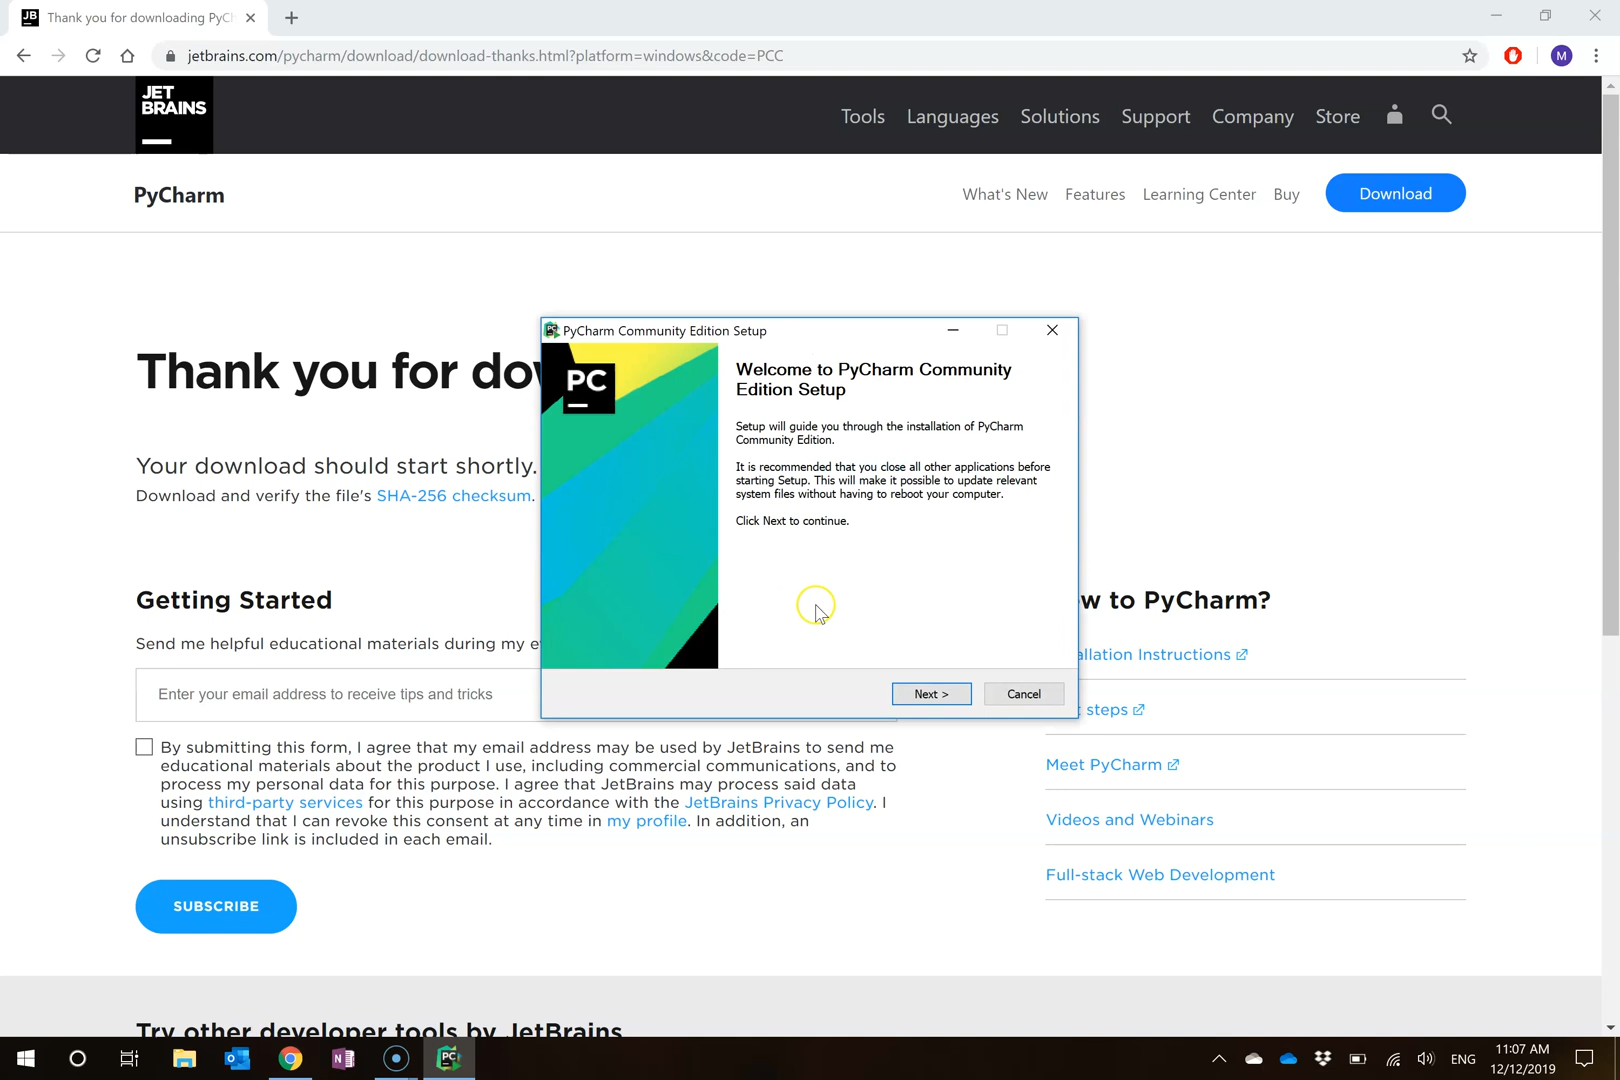 JB Thank you for downloading PyC
jetbrains.com/pycharm/download/download-thanks.html?platform=windows&code=PCC
M
JET
BRAINS
Tools Languages Solutions Support Company Store
PyCharm
What's New Features Learning Center Buy Download
PyCharm Community Edition Setup
PC
Welcome to PyCharm Community
Edition Setup
Setup will guide you through the installation of PyCharm
Community Edition.
It is recommended that you close all other applications before
starting Setup. This will make it possible to update relevant
system files without having to reboot your computer.
Click Next to continue.
Next >
Cancel
Thank you for do
Your download should start shortly.
Download and verify the file's SHA-256 checksum.
Getting Started
Send me helpful educational materials during my e
Enter your email address to receive tips and tricks
By submitting this form, I agree that my email address may be used by JetBrains to send me
educational materials about the product I use, including commercial communications, and to
process my personal data for this purpose. I agree that JetBrains may process said data
using third-party services for this purpose in accordance with the JetBrains Privacy Policy. I
understand that I can revoke this consent at any time in my profile. In addition, an
unsubscribe link is included in each email.
SUBSCRIBE
w to PyCharm?
allation Instructions
steps
Meet PyCharm
Videos and Webinars
Full-stack Web Development
Try other developer tools by JetBrains
PC
ENG
11:07 AM
12/12/2019